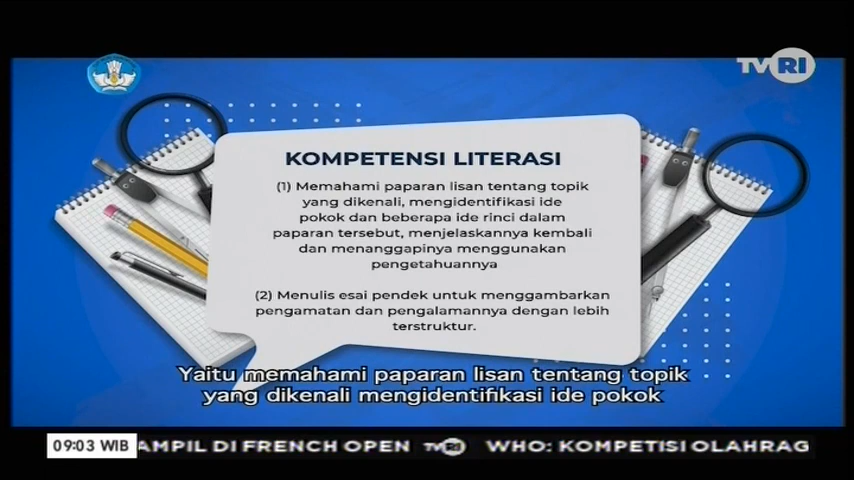 TVRI
KOMPETENSI LITERASI
(1) Memahami paparan lisan tentang topik
yang dikenali, mengidentifikasi ide
pokok dan beberapa ide rinci dalam
paparan tersebut, menjelaskannya kembali
dan menanggapinya menggunakan
pengetahuannya
(2) Menulis esai pendek untuk menggambarkan
pengamatan dan pengalamannya dengan lebih
terstruktur.
Yaitu memahami paparan lisan tentang topik
yang dikenali mengidentifikasi ide pokok
09:03 WIB AMPIL DI FRENCH OPEN TVRI WHO: KOMPETISI OLAHRAG